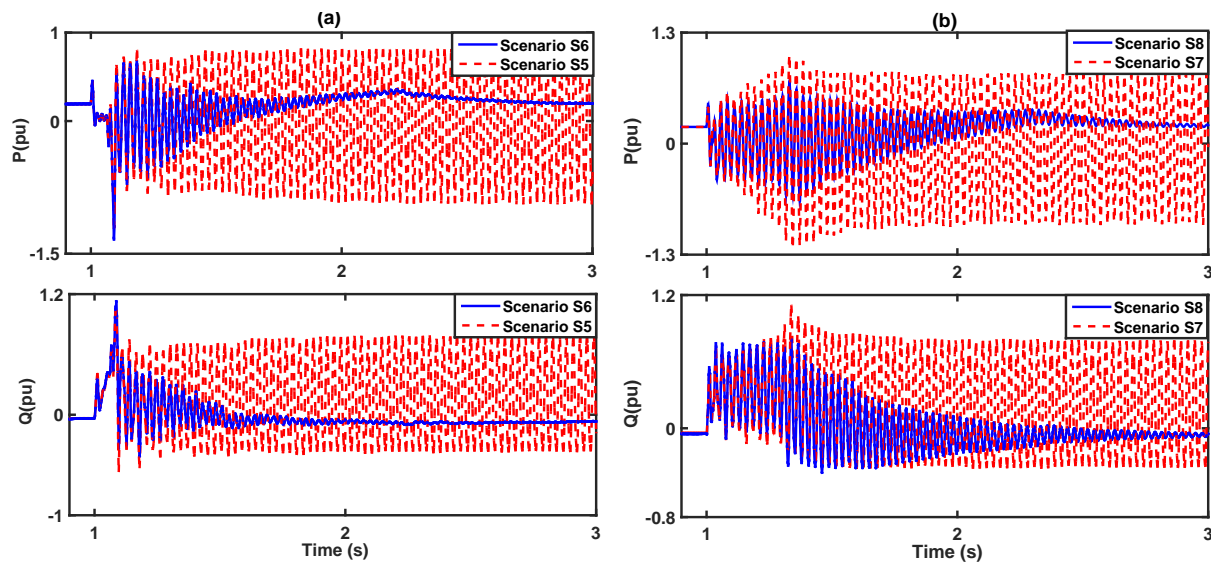 (a)
1
0
-1.5
P(pu)
Scenario S6
Scenario S5
1
2
3
1.2
0
-1
Q(pu)
Scenario S6
Scenario S5
1
2
3
Time (s)
(b)
1.3
0
-1.3
P(pu)
Scenario S8
Scenario S7
1
2
3
1.2
0
-0.8
Q(pu)
Scenario S8
Scenario S7
1
2
3
Time (s)